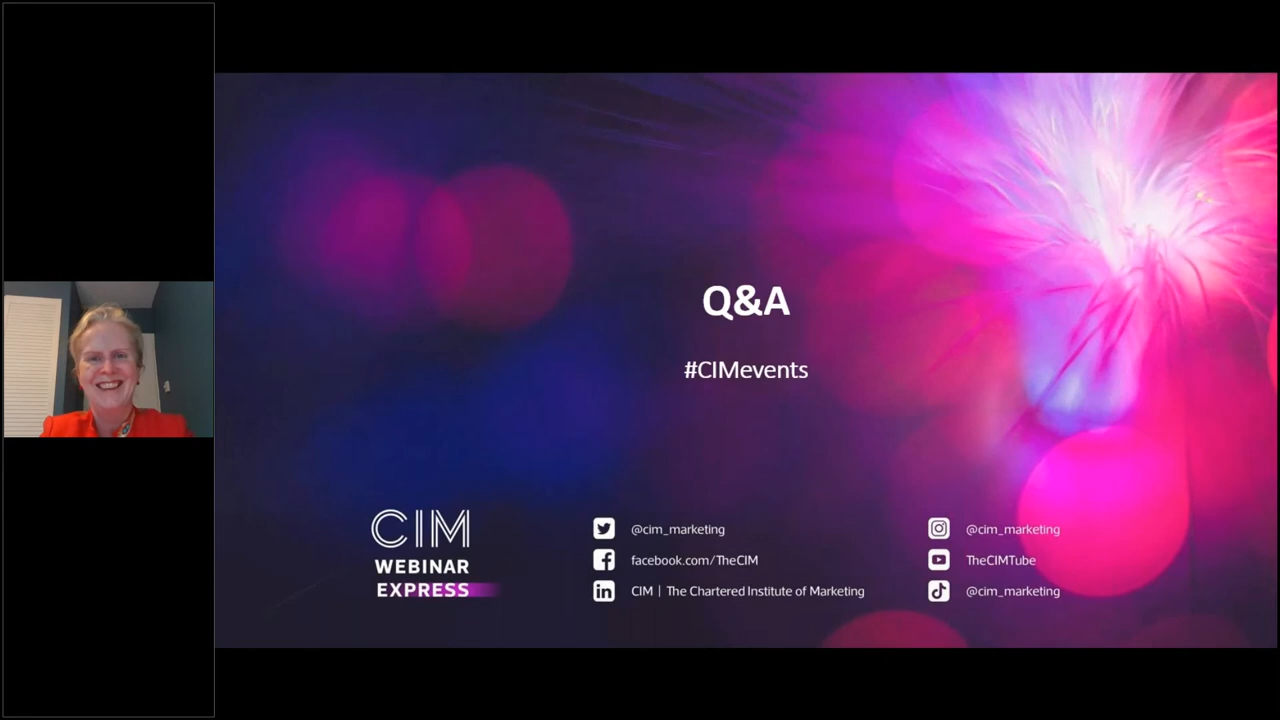 Q&A
#CIMevents
CIM
WEBINAR
EXPRESS
@cim_marketing
facebook.com/TheCIM
CIM | The Chartered Institute of Marketing
@cim_marketing
TheCIMTube
@cim_marketing